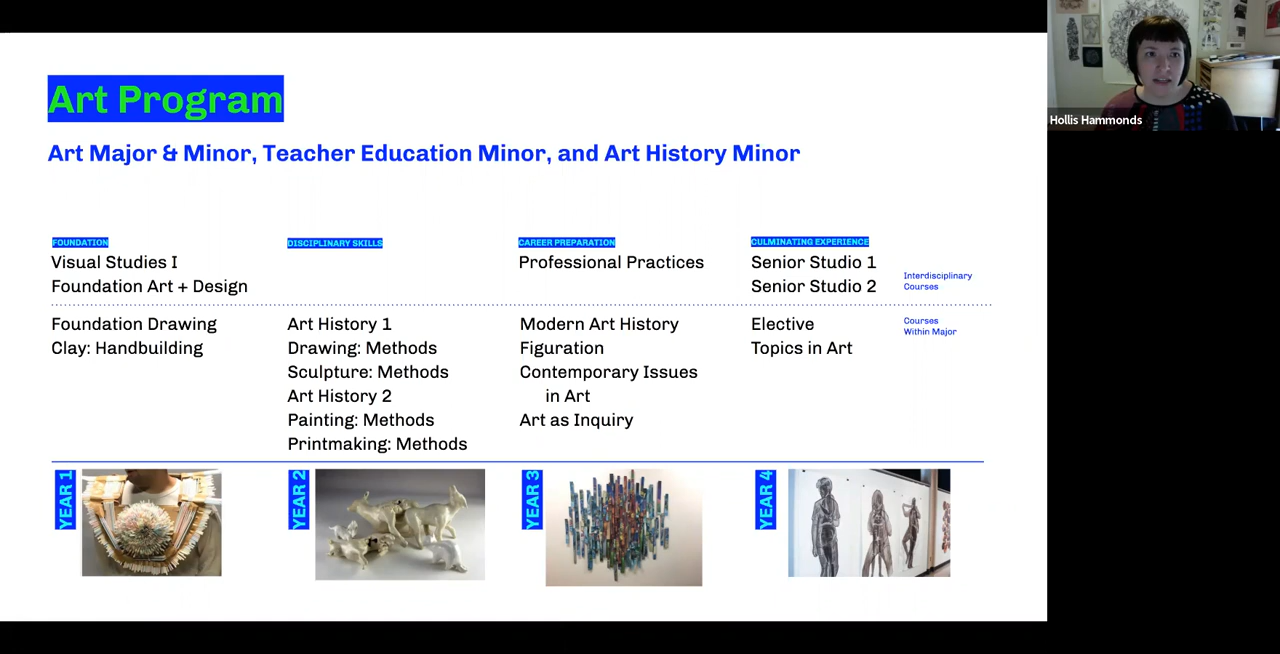 Art Program
Art Major & Minor, Teacher Education Minor, and Art History Minor
Hollis Hammonds
FOUNDATION
Visual Studies I
Foundation Art + Design
DISCIPLINARY SKILLS
CAREER PREPARATION
Professional Practices
CULMINATING EXPERIENCE
Senior Studio 1
Senior Studio 2
Interdisciplinary
Courses
Foundation Drawing
Clay: Handbuilding
Art History 1
Drawing: Methods
Sculpture: Methods
Art History 2
Painting: Methods
Printmaking: Methods
Modern Art History
Figuration
Contemporary Issues
in Art
Art as Inquiry
Elective
Topics in Art
Courses
Within Major
YEAR 1
YEAR 2
YEAR 3
YEAR 4